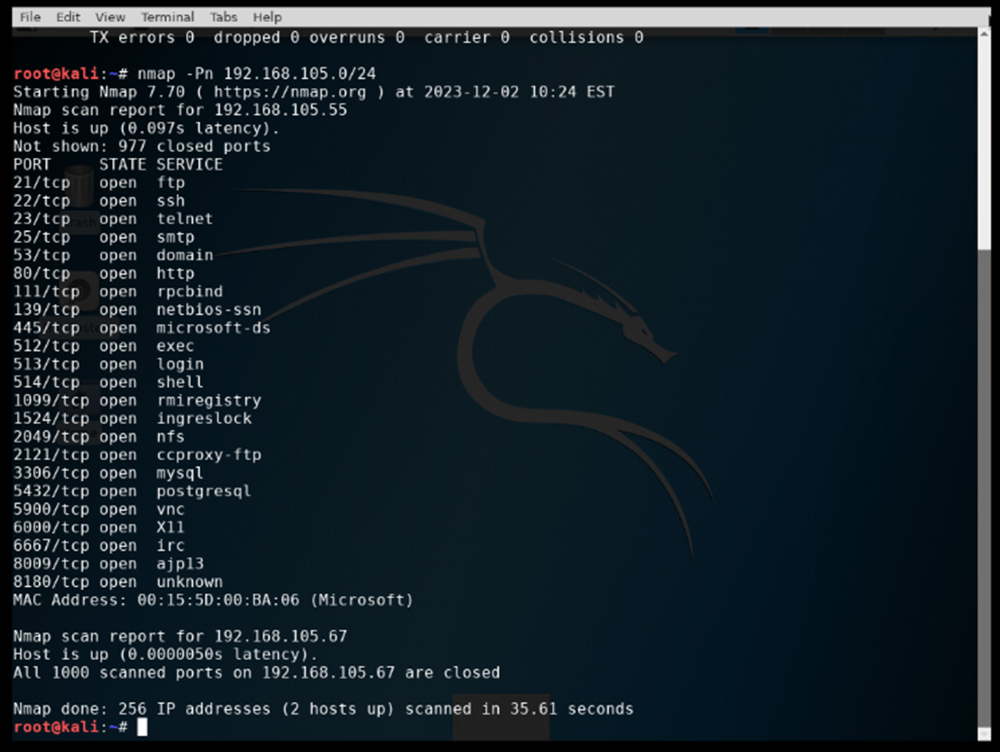 File Edit View Terminal Tabs Help
TX errors 0  dropped 0 overruns 0  carrier 0  collisions 0
root@kali:~# nmap -Pn 192.168.105.0/24
Starting Nmap 7.70 ( https://nmap.org ) at 2023-12-02 10:24 EST
Nmap scan report for 192.168.105.55
Host is up (0.097s latency).
Not shown: 977 closed ports
PORT     STATE SERVICE
21/tcp   open  ftp
22/tcp   open  ssh
23/tcp   open  telnet
25/tcp   open  smtp
53/tcp   open  domain
80/tcp   open  http
111/tcp  open  rpcbind
139/tcp  open  netbios-ssn
445/tcp  open  microsoft-ds
512/tcp  open  exec
513/tcp  open  login
514/tcp  open  shell
1099/tcp open  rmiregistry
1524/tcp open  ingreslock
2049/tcp open  nfs
2121/tcp open  ccproxy-ftp
3306/tcp open  mysql
5432/tcp open  postgresql
5900/tcp open  vnc
6000/tcp open  X11
6667/tcp open  irc
8009/tcp open  ajp13
8180/tcp open  unknown
MAC Address: 00:15:5D:00:BA:06 (Microsoft)
Nmap scan report for 192.168.105.67
Host is up (0.0000050s latency).
All 1000 scanned ports on 192.168.105.67 are closed
Nmap done: 256 IP addresses (2 hosts up) scanned in 35.61 seconds
root@kali:~#